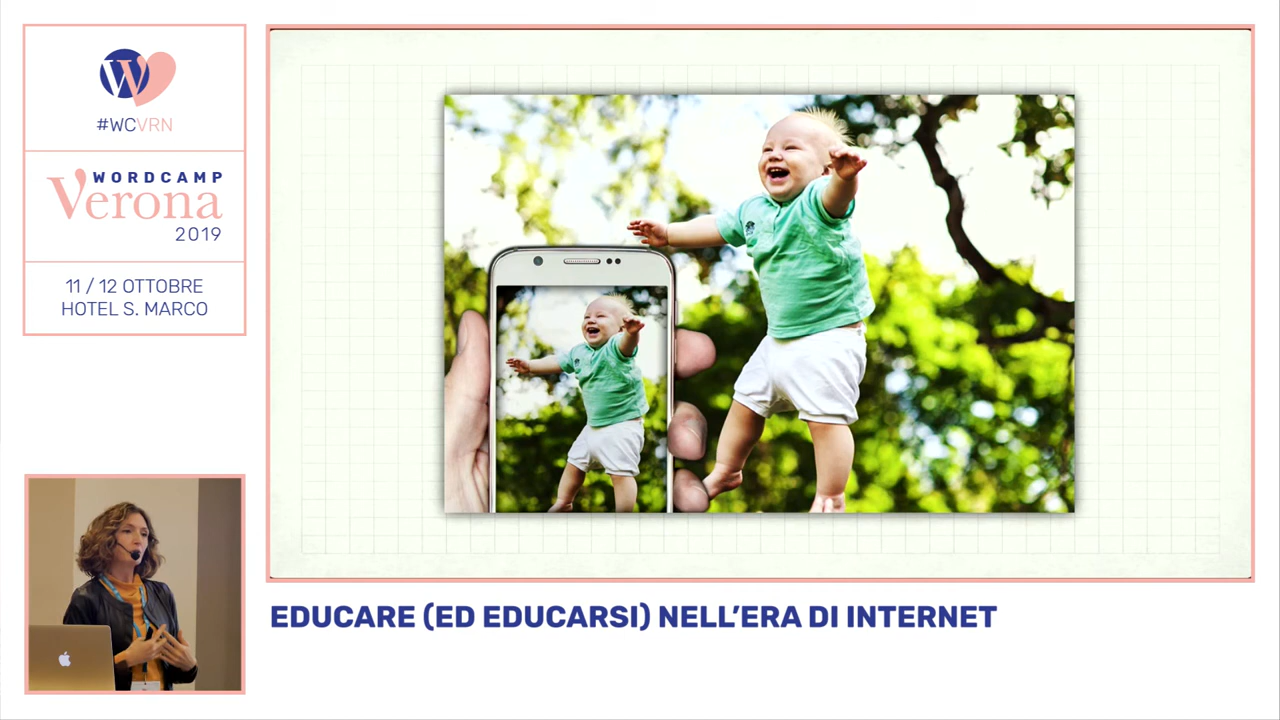 #WCVRN
WORDCAMP
Verona
2019
11 / 12 OTTOBRE
HOTEL S. MARCO
EDUCARE (ED EDUCARSI) NELL'ERA DI INTERNET